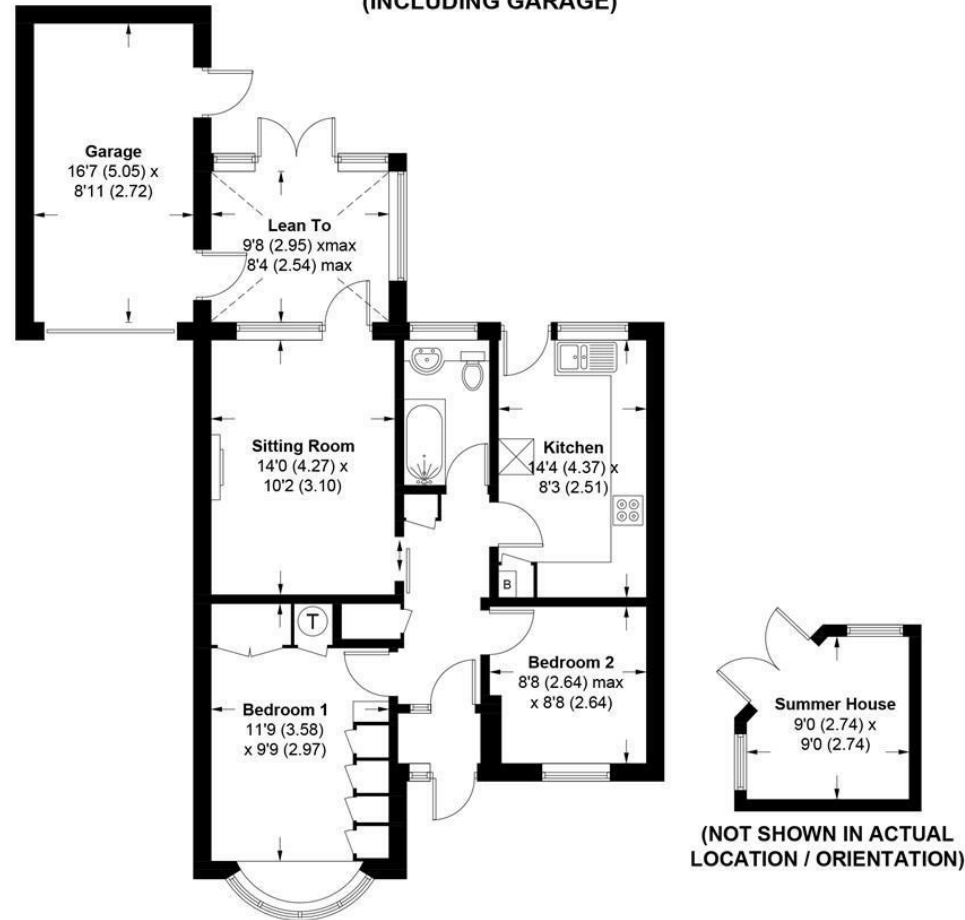 (INCLUDING GARAGE)
Garage
16'7 (5.05) x
8'11 (2.72)
Lean To
9'8 (2.95) xmax
8'4 (2.54) max
Sitting Room
14'0 (4.27) x
10'2 (3.10)
Kitchen
14'4 (4.37) x
8'3 (2.51)
B
T
Bedroom 1
11'9 (3.58)
x 9'9 (2.97)
Bedroom 2
8'8 (2.64) max
x 8'8 (2.64)
Summer House
9'0 (2.74) x
9'0 (2.74)
(NOT SHOWN IN ACTUAL
LOCATION / ORIENTATION)